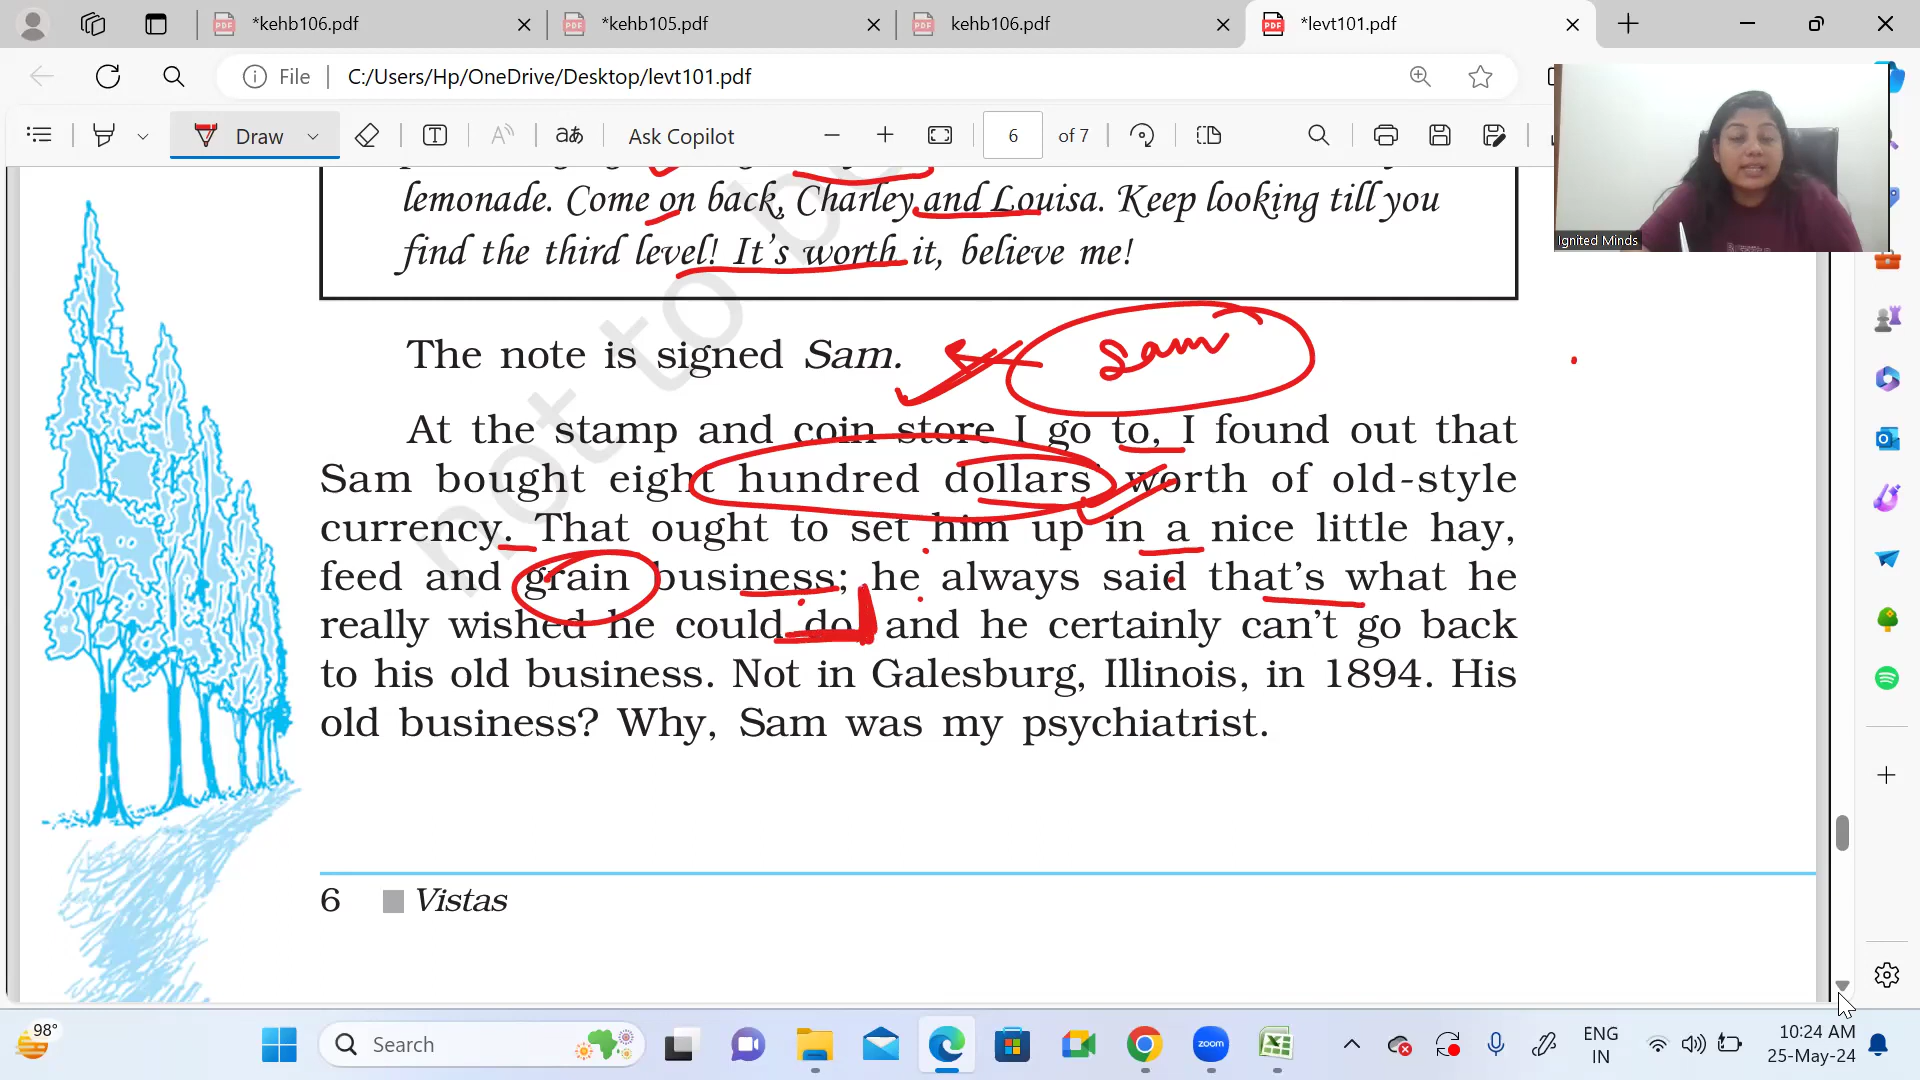 *kehb106.pdf
*kehb105.pdf
kehb106.pdf
*levt101.pdf
File
C:/Users/Hp/OneDrive/Desktop/levt101.pdf
Draw
Ask Copilot
6
of 7
Ignited Minds
lemonade. Come on back, Charley and Louisa. Keep looking till you
find the third level! It's worth it, believe me!
The note is signed Sam.
Sam
At the stamp and coin store I go to, I found out that
Sam bought eight hundred dollars' worth of old-style
currency. That ought to set him up in a nice little hay,
feed and grain business; he always said that's what he
really wished he could do, and he certainly can't go back
to his old business. Not in Galesburg, Illinois, in 1894. His
old business? Why, Sam was my psychiatrist.
not to be
6
Vistas
98°
Search
zoom
ENG
IN
10:24 AM
25-May-24